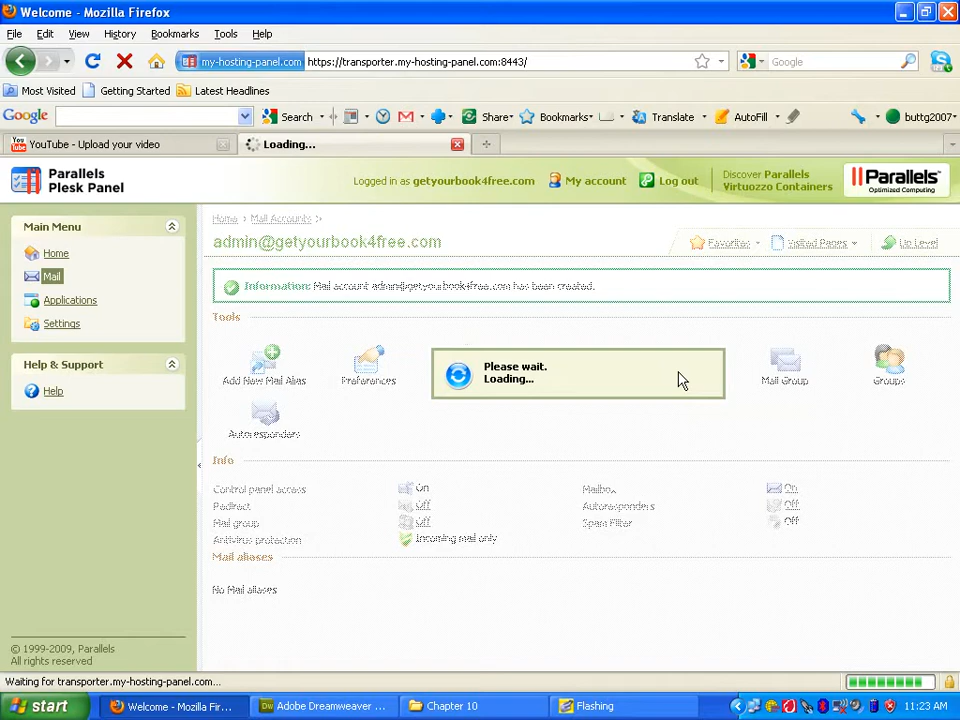 Welcome - Mozilla Firefox
File Edit View History Bookmarks Tools Help
my-hosting-panel.com https://transporter.my-hosting-panel.com:8443/ Google
Most Visited Getting Started Latest Headlines
Google Search Share Bookmarks Translate AutoFill buttg2007
YouTube - Upload your video Loading...
Parallels
Plesk Panel
Logged in as getyourbook4free.com My account Log out
Discover Parallels
Virtuozzo Containers
Parallels
Optimized Computing
Main Menu
Home
Mail
Applications
Settings
Help & Support
Help
© 1999-2009, Parallels
All rights reserved
Home > Mail Accounts >
admin@getyourbook4free.com
Favorites Visited Pages Up Level
Information: Mail account admin@getyourbook4free.com has been created.
Tools
Add New Mail Alias Preferences Mail Group Groups
Please wait.
Loading...
Autoresponders
Info
Control panel access On Mailbox On
Redirect Off Autoresponders Off
Mail group Off Spam Filter Off
Antivirus protection Incoming mail only
Mail aliases
No Mail aliases
Waiting for transporter.my-hosting-panel.com...
start Welcome - Mozilla Fir... Adobe Dreamweaver ... Chapter 10 Flashing 11:23 AM